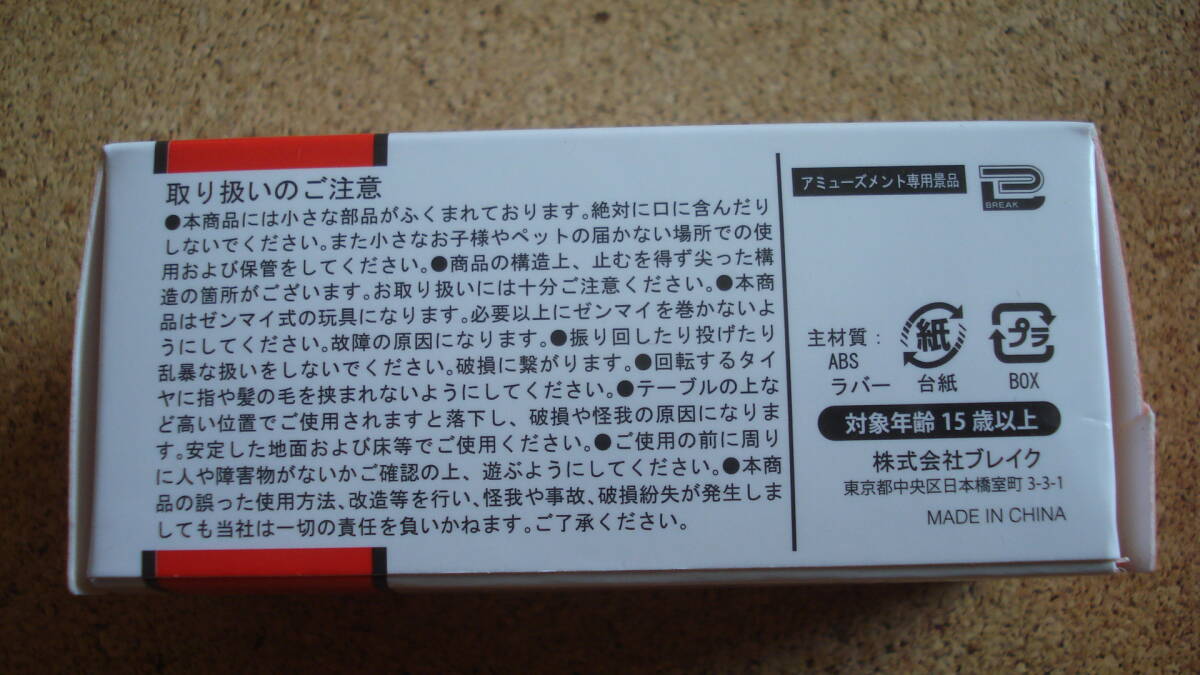 取り扱いのご注意
●本商品には小さな部品がふくまれております。絶対に口に含んだり
しないでください。また小さなお子様やペットの届かない場所での使
用および保管をしてください。●商品の構造上、止むを得ず尖った構
造の箇所がございます。お取り扱いには十分ご注意ください。●本商
品はゼンマイ式の玩具になります。必要以上にゼンマイを巻かないよ
うにしてください。故障の原因になります。●振り回したり投げたり
乱暴な扱いをしないでください。破損に繋がります。●回転するタイ
ヤに指や髪の毛を挟まれないようにしてください。●テーブルの上な
ど高い位置でご使用されますと落下し、破損や怪我の原因になりま
す。安定した地面および床等でご使用ください。●ご使用の前に周り
に人や障害物がないかご確認の上、遊ぶようにしてください。●本商
品の誤った使用方法、改造等を行い、怪我や事故、破損紛失が発生しま
しても当社は一切の責任を負いかねます。ご了承ください。
アミューズメント専用景品
BREAK
主材質：
ABS
ラバー
紙
台紙
プラ
BOX
対象年齢 15 歳以上
株式会社ブレイク
東京都中央区日本橋室町 3-3-1
MADE IN CHINA